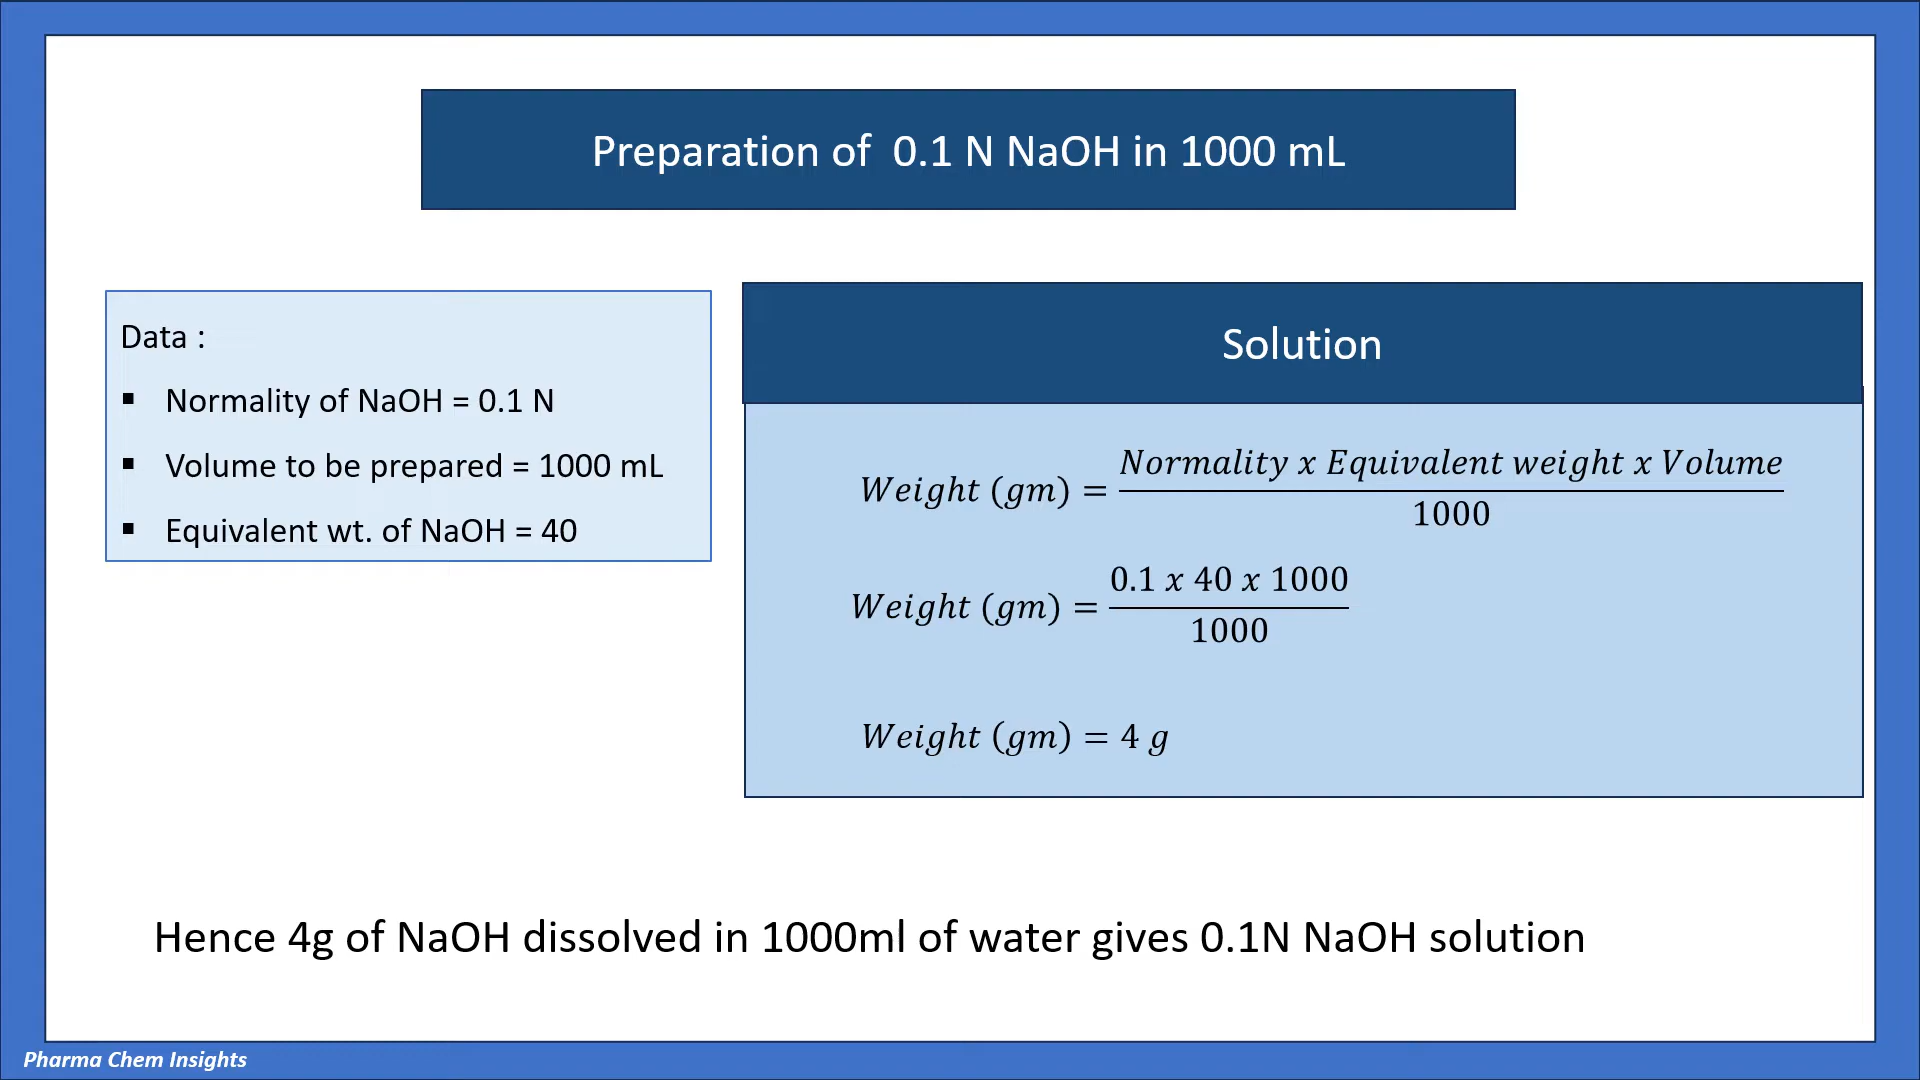 Preparation of 0.1 N NaOH in 1000 mL
Data :
▪ Normality of NaOH = 0.1 N
▪ Volume to be prepared = 1000 mL
▪ Equivalent wt. of NaOH = 40
Solution
Weight (gm) = Normality x Equivalent weight x Volume / 1000
Weight (gm) = 0.1 x 40 x 1000 / 1000
Weight (gm) = 4 g
Hence 4g of NaOH dissolved in 1000ml of water gives 0.1N NaOH solution
Pharma Chem Insights